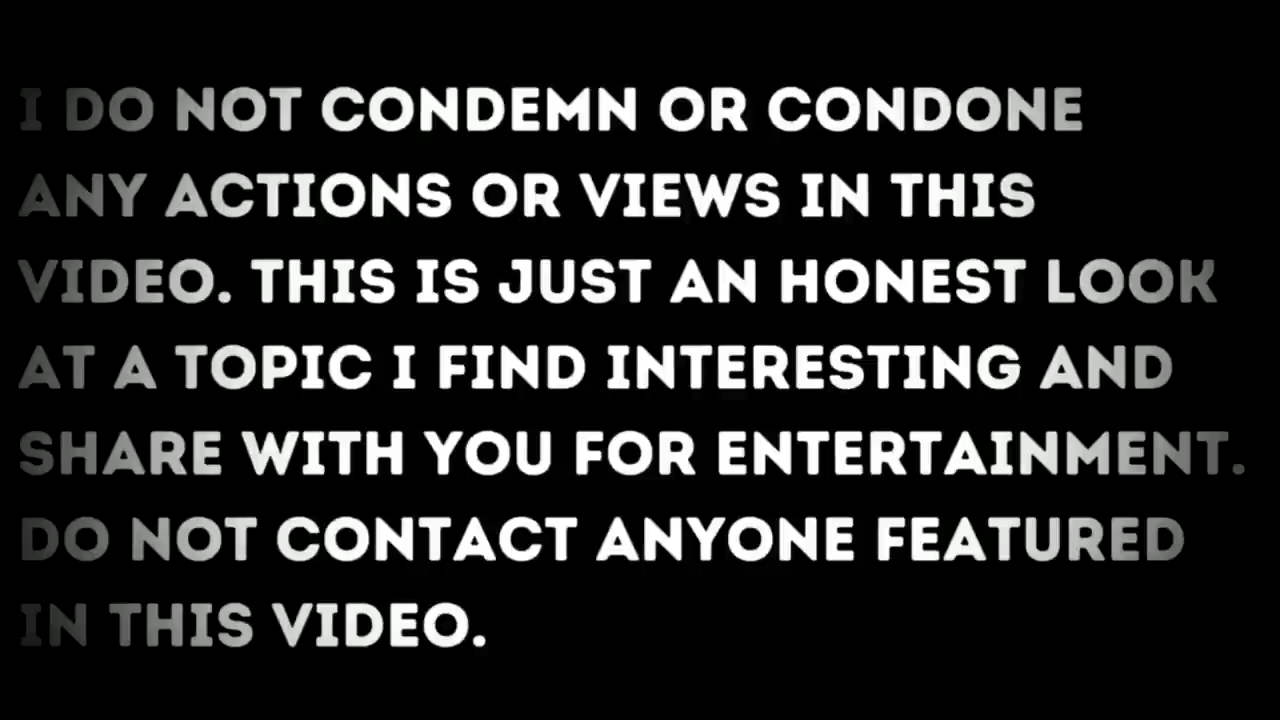 I DO NOT CONDEMN OR CONDONE
ANY ACTIONS OR VIEWS IN THIS
VIDEO. THIS IS JUST AN HONEST LOOK
AT A TOPIC I FIND INTERESTING AND
SHARE WITH YOU FOR ENTERTAINMENT.
DO NOT CONTACT ANYONE FEATURED
IN THIS VIDEO.